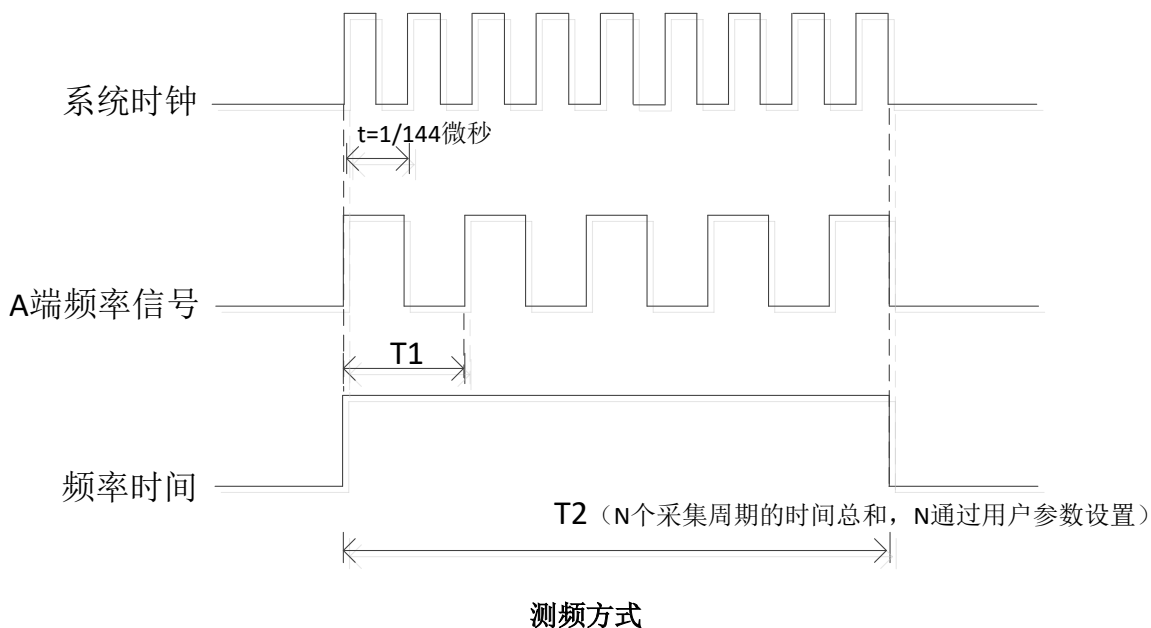 系统时钟
t=1/144微秒
A端频率信号
T1
频率时间
T2（N个采集周期的时间总和，N通过用户参数设置）
测频方式